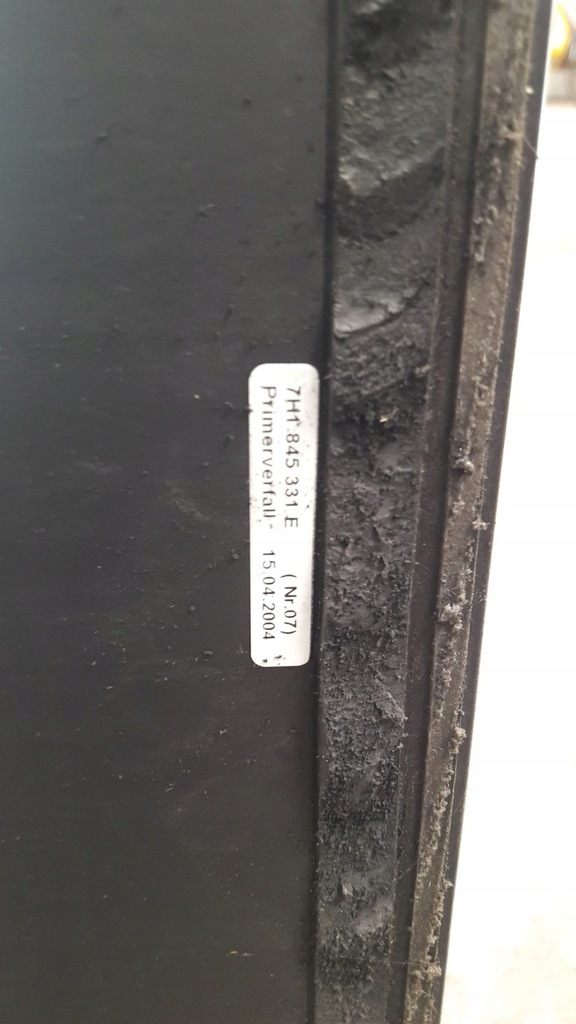 7H1.845 331 E (Nr.07)
Primerverfall: 15.04.2004